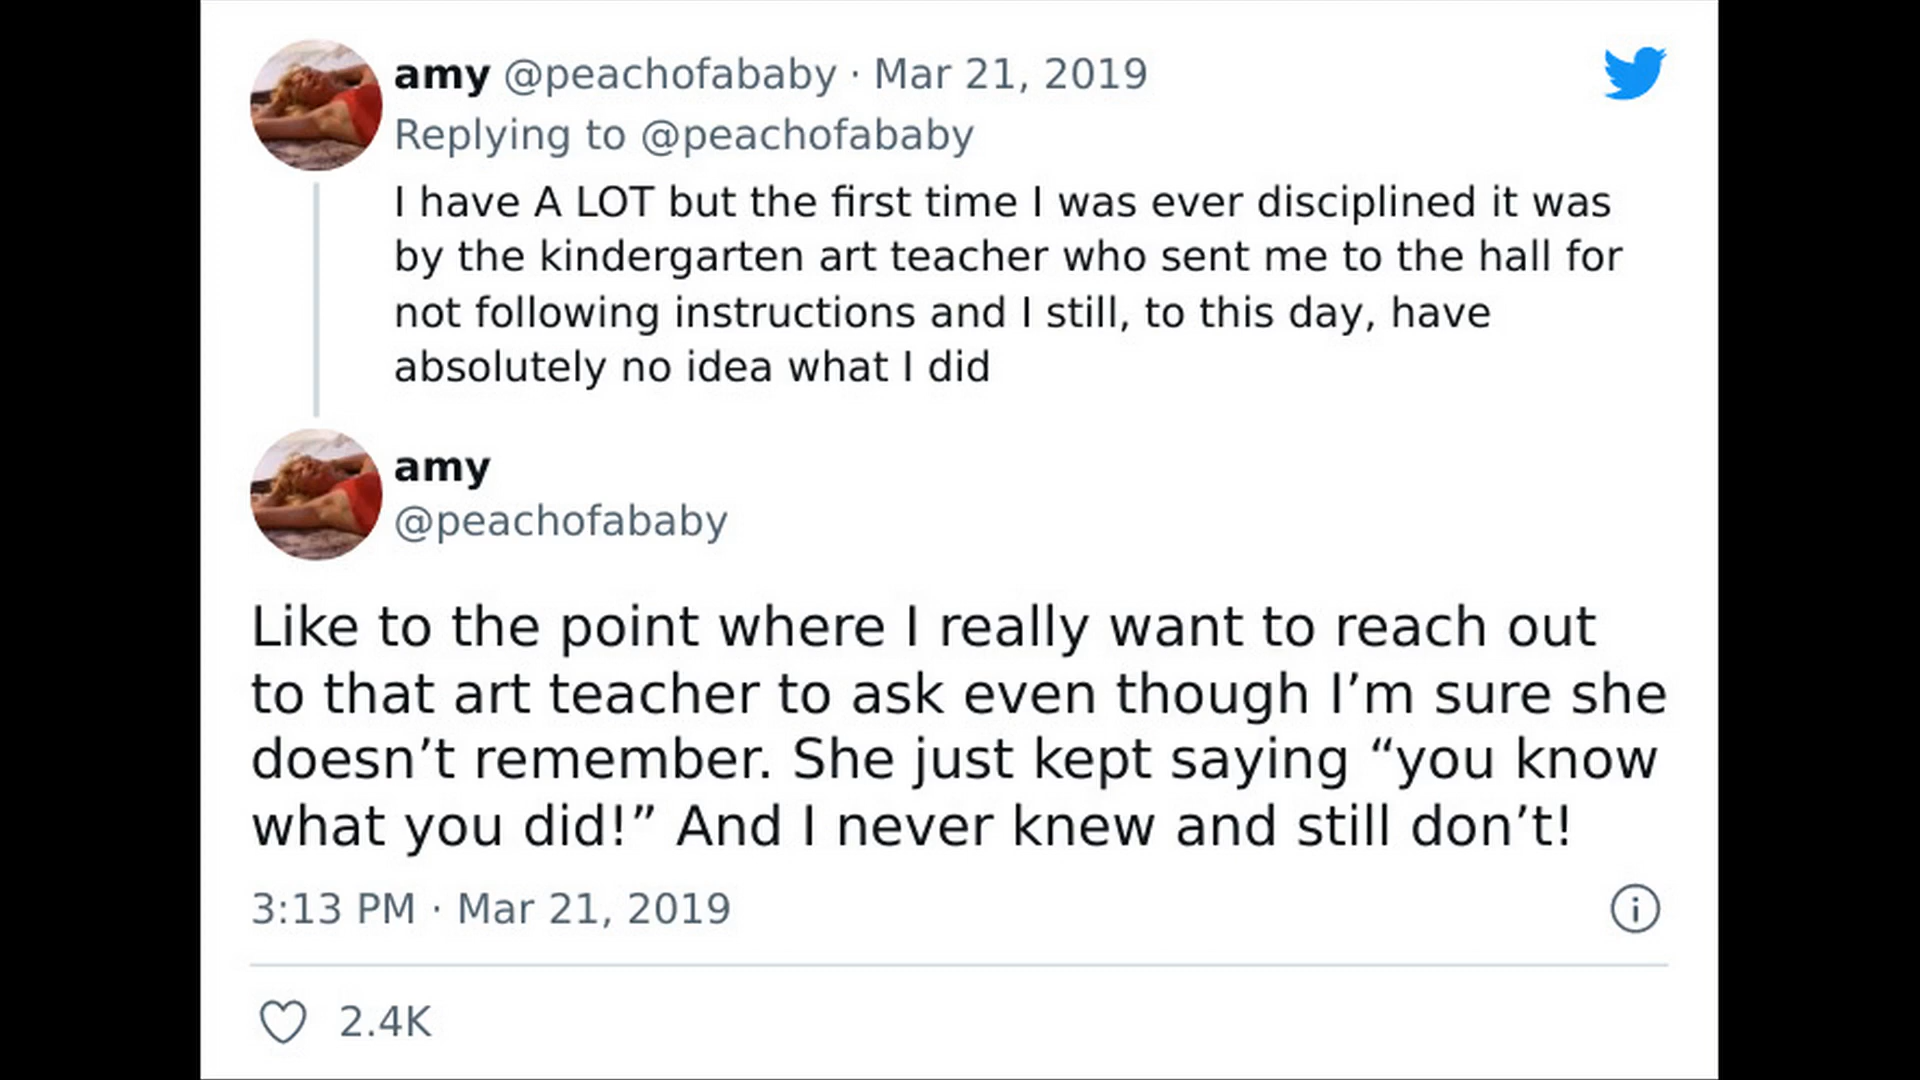 amy @peachofababy · Mar 21, 2019
Replying to @peachofababy
I have A LOT but the first time I was ever disciplined it was
by the kindergarten art teacher who sent me to the hall for
not following instructions and I still, to this day, have
absolutely no idea what I did
amy
@peachofababy
Like to the point where I really want to reach out
to that art teacher to ask even though I’m sure she
doesn’t remember. She just kept saying “you know
what you did!” And I never knew and still don’t!
3:13 PM · Mar 21, 2019
2.4K